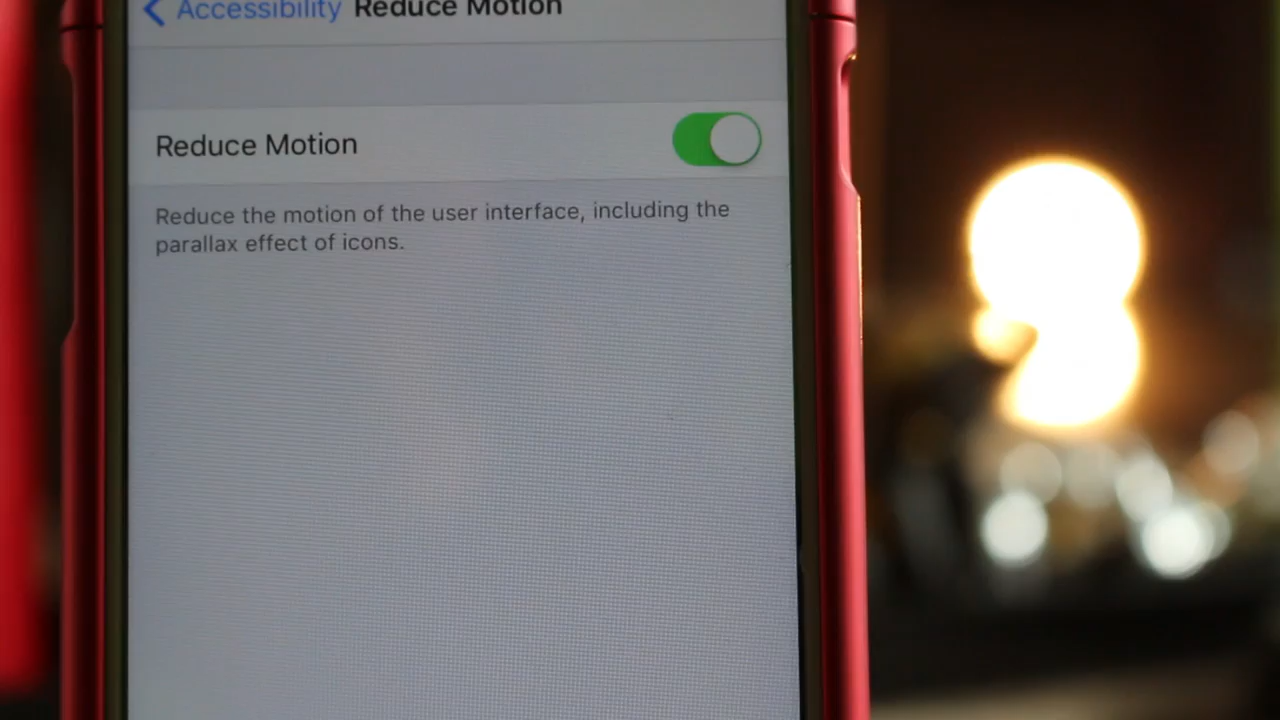 Accessibility Reduce Motion
Reduce Motion
Reduce the motion of the user interface, including the
parallax effect of icons.